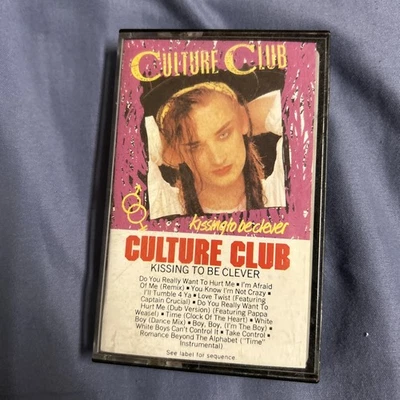 CULTURE CLUB
kissing to be clever
CULTURE CLUB
KISSING TO BE CLEVER
Do You Really Want To Hurt Me • I'm Afraid
Of Me (Remix) • You Know I'm Not Crazy •
I'll Tumble 4 Ya • Love Twist (Featuring
Captain Crucial) • Do You Really Want To
Hurt Me (Dub Version) (Featuring Pappa
Weasel) • Time (Clock Of The Heart) • White
Boy (Dance Mix) • Boy, Boy, (I'm The Boy) •
White Boys Can't Control It • Take Control •
Romance Beyond The Alphabet ("Time"
Instrumental)
See label for sequence.